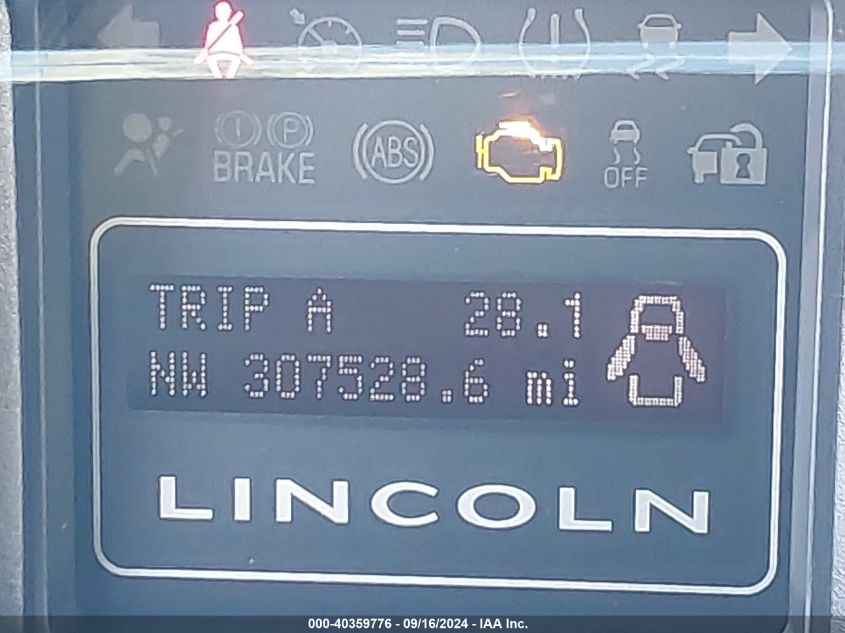 BRAKE
ABS
OFF
TRIP A 28.1
NW 307528.6 mi
LINCOLN
000-40359776 - 09/16/2024 - IAA Inc.